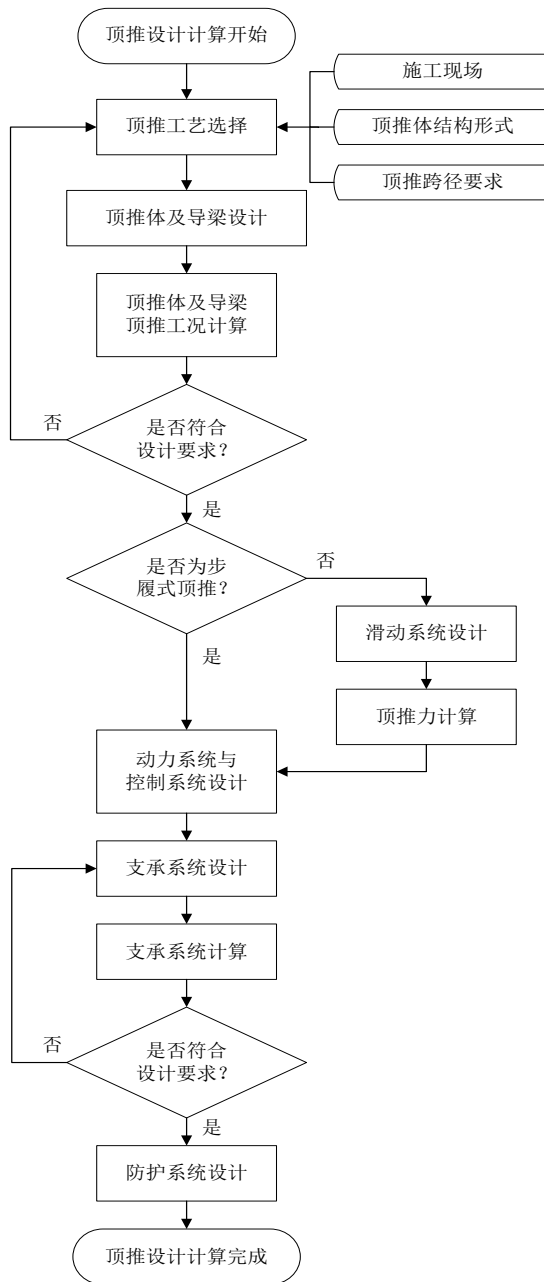 顶推设计计算开始
施工现场
顶推工艺选择
顶推体结构形式
顶推跨径要求
顶推体及导梁设计
顶推体及导梁
顶推工况计算
否
是否符合
设计要求?
是
是否为步
履式顶推?
否
滑动系统设计
是
顶推力计算
动力系统与
控制系统设计
支承系统设计
支承系统计算
否
是否符合
设计要求?
是
防护系统设计
顶推设计计算完成